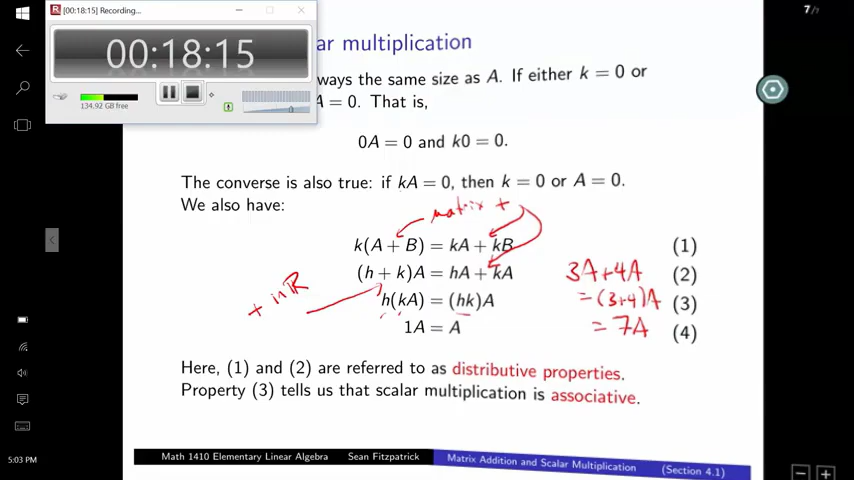 [00:18:15] Recording...
00:18:15
134.92 GB free
7/7
ar multiplication
ways the same size as A. If either k = 0 or
A = 0. That is,
0A = 0 and k0 = 0.
The converse is also true: if kA = 0, then k = 0 or A = 0.
We also have:
matrix +
k(A + B) = kA + kB (1)
(h + k)A = hA + kA (2)
h(kA) = (hk)A (3)
1A = A (4)
+ in ℝ
3A+4A
=(3+4)A
= 7A
Here, (1) and (2) are referred to as distributive properties.
Property (3) tells us that scalar multiplication is associative.
5:03 PM
Math 1410 Elementary Linear Algebra Sean Fitzpatrick Matrix Addition and Scalar Multiplication (Section 4.1)